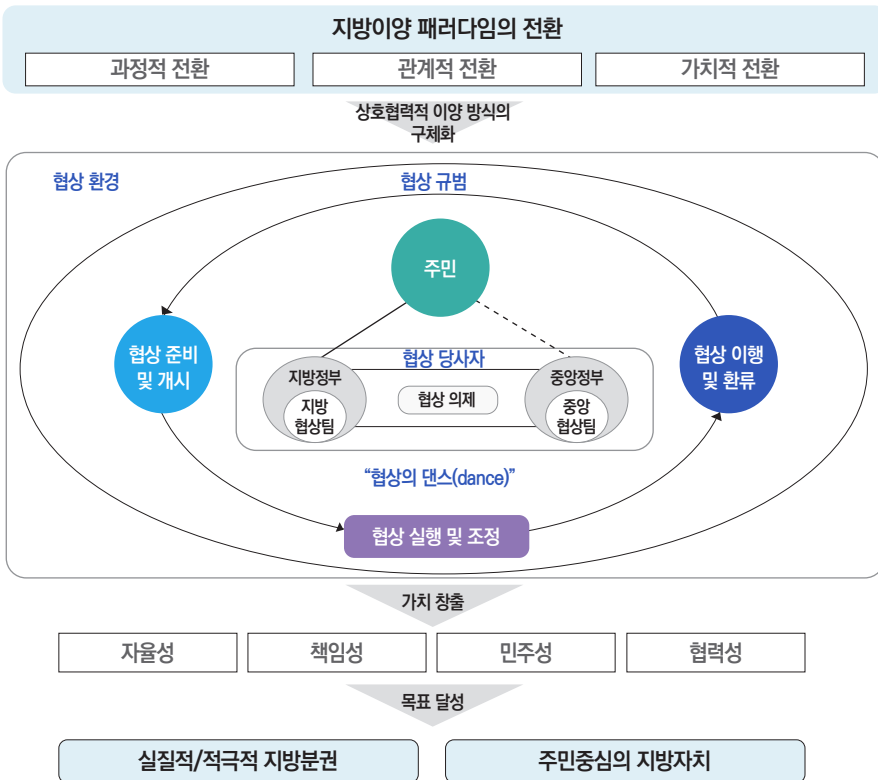 지방이양 패러다임의 전환
과정적 전환
관계적 전환
가치적 전환
상호협력적 이양 방식의
구체화
협상 환경
협상 규범
주민
협상 준비
및 개시
협상 이행
및 환류
협상 당사자
지방정부
중앙정부
협상 의제
지방
협상팀
중앙
협상팀
“협상의 댄스(dance)”
협상 실행 및 조정
가치 창출
자율성
책임성
민주성
협력성
목표 달성
실질적/적극적 지방분권
주민중심의 지방자치